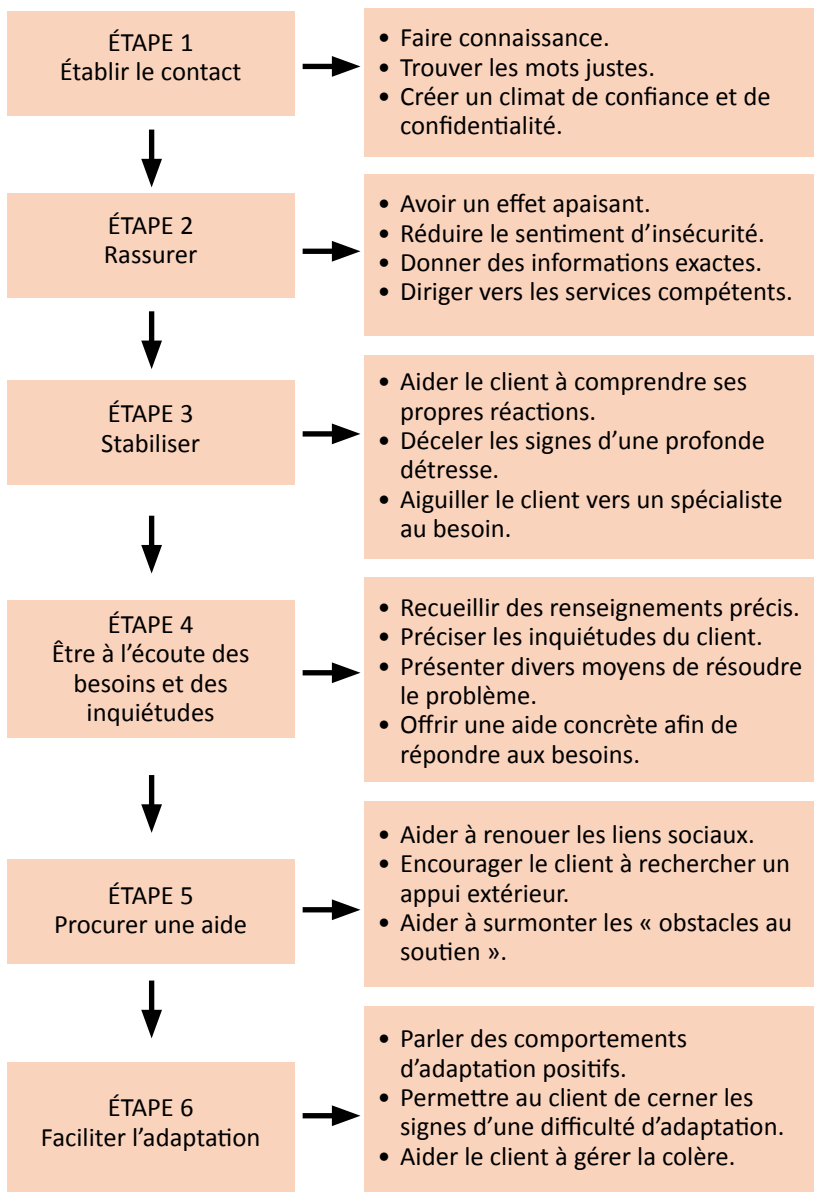 ÉTAPE 1
Établir le contact
• Faire connaissance.
• Trouver les mots justes.
• Créer un climat de confiance et de
confidentialité.
ÉTAPE 2
Rassurer
• Avoir un effet apaisant.
• Réduire le sentiment d’insécurité.
• Donner des informations exactes.
• Diriger vers les services compétents.
ÉTAPE 3
Stabiliser
• Aider le client à comprendre ses
propres réactions.
• Déceler les signes d’une profonde
détresse.
• Aiguiller le client vers un spécialiste
au besoin.
ÉTAPE 4
Être à l’écoute des
besoins et des
inquiétudes
• Recueillir des renseignements précis.
• Préciser les inquiétudes du client.
• Présenter divers moyens de résoudre
le problème.
• Offrir une aide concrète afin de
répondre aux besoins.
ÉTAPE 5
Procurer une aide
• Aider à renouer les liens sociaux.
• Encourager le client à rechercher un
appui extérieur.
• Aider à surmonter les « obstacles au
soutien ».
ÉTAPE 6
Faciliter l’adaptation
• Parler des comportements
d’adaptation positifs.
• Permettre au client de cerner les
signes d’une difficulté d’adaptation.
• Aider le client à gérer la colère.